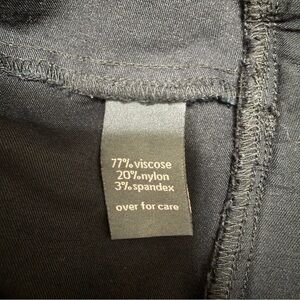 77% viscose
20% nylon
3% spandex
over for care